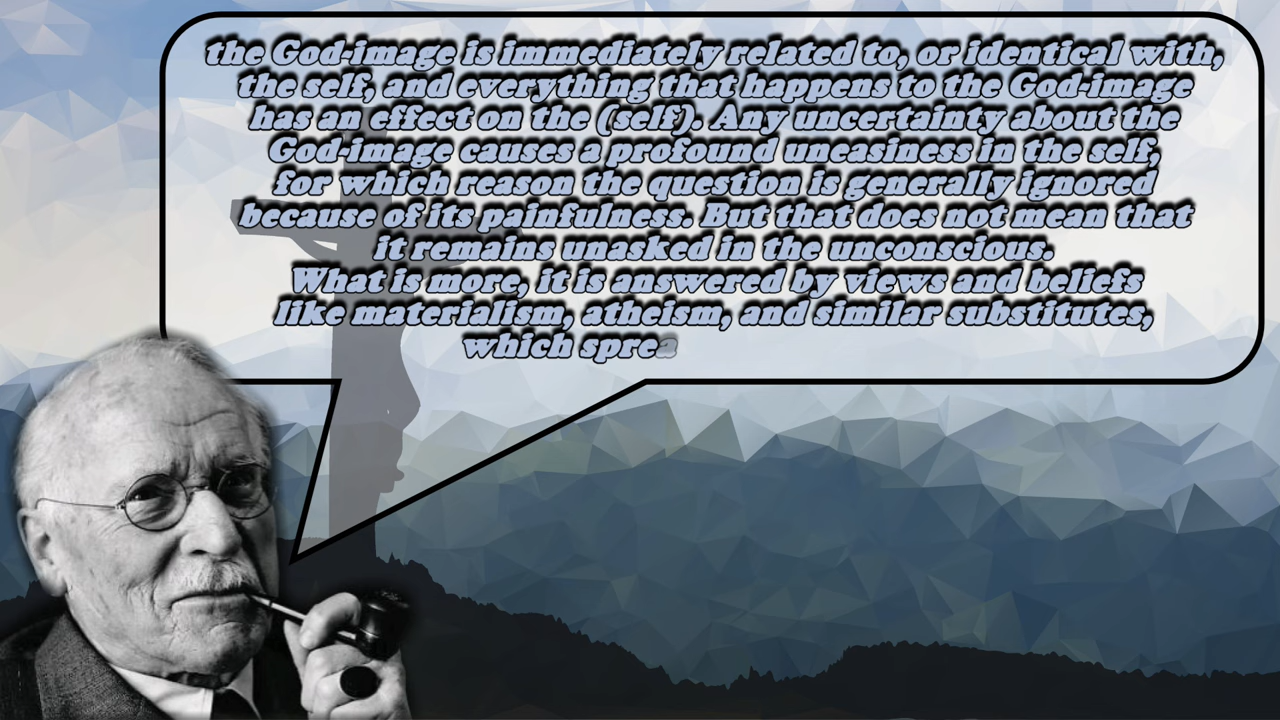 the God-image is immediately related to, or identical with,
the self, and everything that happens to the God-image
has an effect on the (self). Any uncertainty about the
God-image causes a profound uneasiness in the self,
for which reason the question is generally ignored
because of its painfulness. But that does not mean that
it remains unasked in the unconscious.
What is more, it is answered by views and beliefs
like materialism, atheism, and similar substitutes,
which sprea